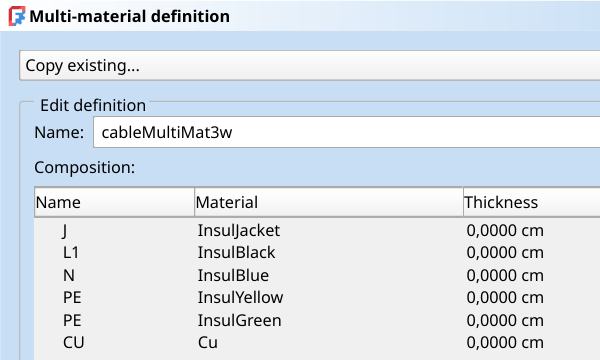 Multi-material definition
Copy existing...
Edit definition
Name: cableMultiMat3w
Composition:
Name Material Thickness
J InsulJacket 0,0000 cm
L1 InsulBlack 0,0000 cm
N InsulBlue 0,0000 cm
PE InsulYellow 0,0000 cm
PE InsulGreen 0,0000 cm
CU Cu 0,0000 cm